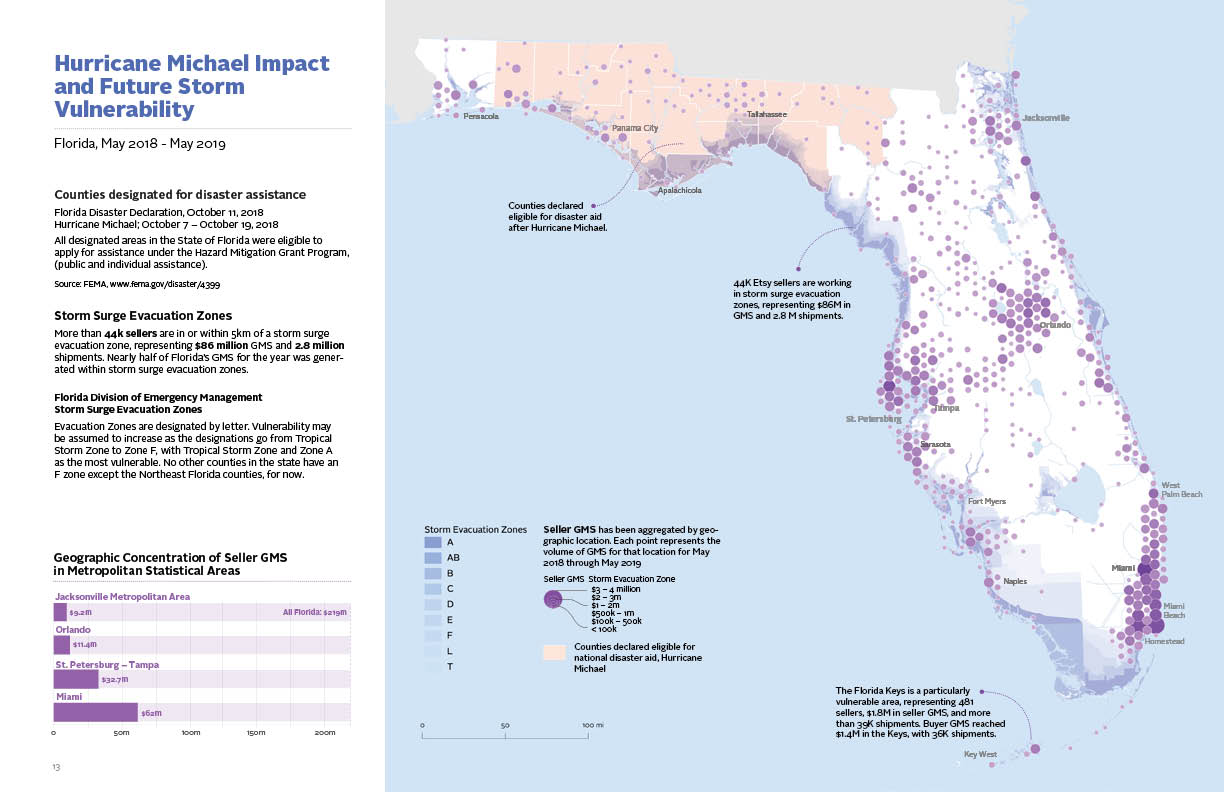 Hurricane Michael Impact
and Future Storm
Vulnerability
Florida, May 2018 - May 2019
Counties designated for disaster assistance
Florida Disaster Declaration, October 11, 2018
Hurricane Michael; October 7 – October 19, 2018
All designated areas in the State of Florida were eligible to
apply for assistance under the Hazard Mitigation Grant Program,
(public and individual assistance).
Source: FEMA, www.fema.gov/disaster/4399
Storm Surge Evacuation Zones
More than 44k sellers are in or within 5km of a storm surge
evacuation zone, representing $86 million GMS and 2.8 million
shipments. Nearly half of Florida's GMS for the year was gener-
ated within storm surge evacuation zones.
Florida Division of Emergency Management
Storm Surge Evacuation Zones
Evacuation Zones are designated by letter. Vulnerability may
be assumed to increase as the designations go from Tropical
Storm Zone to Zone F, with Tropical Storm Zone and Zone A
as the most vulnerable. No other counties in the state have an
F zone except the Northeast Florida counties, for now.
Geographic Concentration of Seller GMS
in Metropolitan Statistical Areas
Jacksonville Metropolitan Area
$9.2m
All Florida: $219m
Orlando
$11.4m
St. Petersburg – Tampa
$32.7m
Miami
$62m
0 50m 100m 150m 200m
13
Pensacola
Panama City
Tallahassee
Apalachicola
Jacksonville
Counties declared
eligible for disaster aid
after Hurricane Michael.
44K Etsy sellers are working
in storm surge evacuation
zones, representing $86M in
GMS and 2.8 M shipments.
Orlando
Tampa
St. Petersburg
Sarasota
Fort Myers
West
Palm Beach
Naples
Miami
Miami
Beach
Homestead
Storm Evacuation Zones
A
AB
B
C
D
E
F
L
T
Seller GMS has been aggregated by geo-
graphic location. Each point represents the
volume of GMS for that location for May
2018 through May 2019
Seller GMS Storm Evacuation Zone
$3 – 4 million
$2 – 3m
$1 – 2m
$500k – 1m
$100k – 500k
< 100k
Counties declared eligible for
national disaster aid, Hurricane
Michael
0 50 100 mi
The Florida Keys is a particularly
vulnerable area, representing 481
sellers, $1.8M in seller GMS, and more
than 39K shipments. Buyer GMS reached
$1.4M in the Keys, with 36K shipments.
Key West